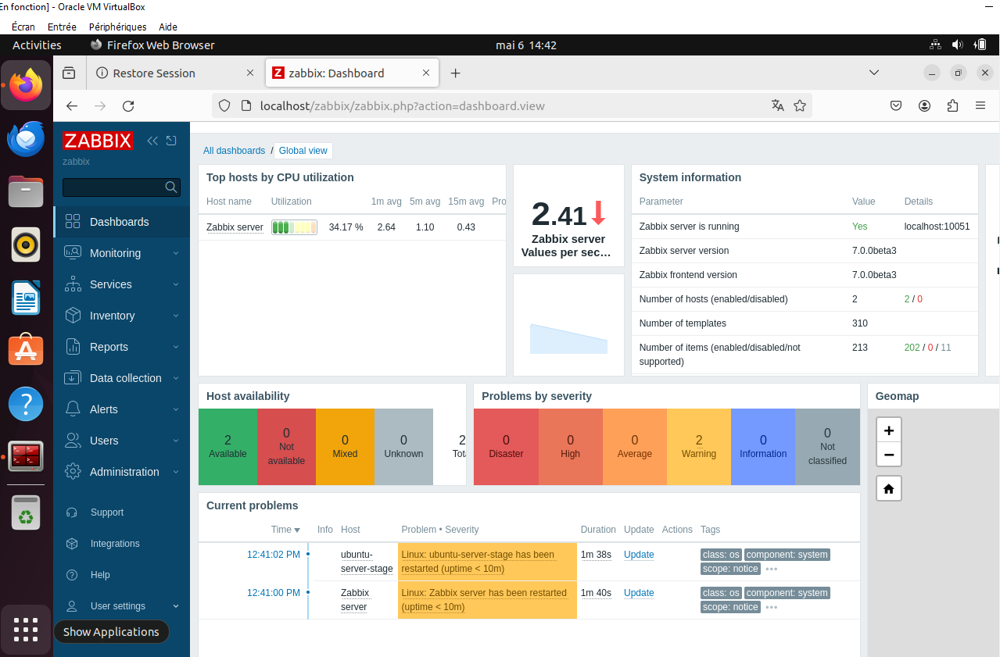 En fonction] - Oracle VM VirtualBox
Écran Entrée Périphériques Aide
Activities Firefox Web Browser mai 6 14:42
Restore Session zabbix: Dashboard
localhost/zabbix/zabbix.php?action=dashboard.view
ZABBIX
zabbix
Dashboards
Monitoring
Services
Inventory
Reports
Data collection
Alerts
Users
Administration
Support
Integrations
Help
User settings
Show Applications
All dashboards / Global view
Top hosts by CPU utilization
Host name Utilization 1m avg 5m avg 15m avg Pro
Zabbix server 34.17 % 2.64 1.10 0.43
2.41
Zabbix server
Values per sec…
System information
Parameter Value Details
Zabbix server is running Yes localhost:10051
Zabbix server version 7.0.0beta3
Zabbix frontend version 7.0.0beta3
Number of hosts (enabled/disabled) 2 2 / 0
Number of templates 310
Number of items (enabled/disabled/not 213 202 / 0 / 11
supported)
Host availability
2 0 0 0 2
Available Not available Mixed Unknown Tot
Problems by severity
0 0 0 2 0 0
Disaster High Average Warning Information Not classified
Geomap
+
−
Current problems
Time Info Host Problem • Severity Duration Update Actions Tags
12:41:02 PM ubuntu- Linux: ubuntu-server-stage has been 1m 38s Update class: os component: system
server-stage restarted (uptime < 10m) scope: notice •••
12:41:00 PM Zabbix Linux: Zabbix server has been restarted 1m 40s Update class: os component: system
server (uptime < 10m) scope: notice •••